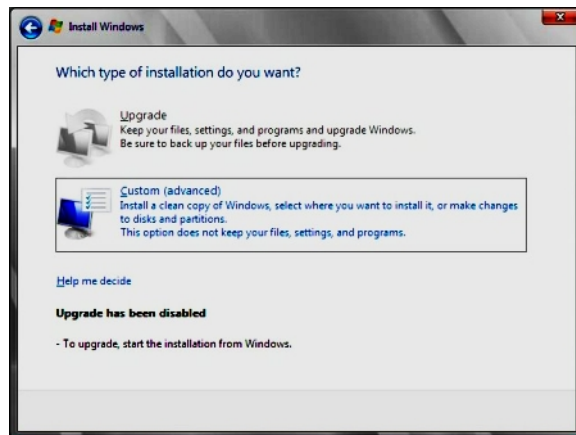 Install Windows
Which type of installation do you want?
Upgrade
Keep your files, settings, and programs and upgrade Windows.
Be sure to back up your files before upgrading.
Custom (advanced)
Install a clean copy of Windows, select where you want to install it, or make changes
to disks and partitions.
This option does not keep your files, settings, and programs.
Help me decide
Upgrade has been disabled
- To upgrade, start the installation from Windows.